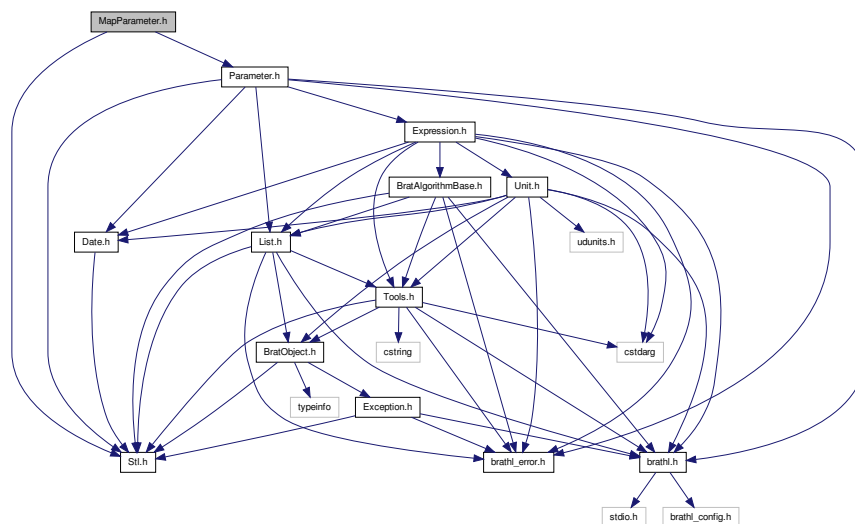 MapParameter.h
Parameter.h
Expression.h
BratAlgorithmBase.h
Unit.h
Date.h
List.h
udunits.h
Tools.h
BratObject.h
cstring
cstdarg
typeinfo
Exception.h
Stl.h
brathl_error.h
brathl.h
stdio.h
brathl_config.h